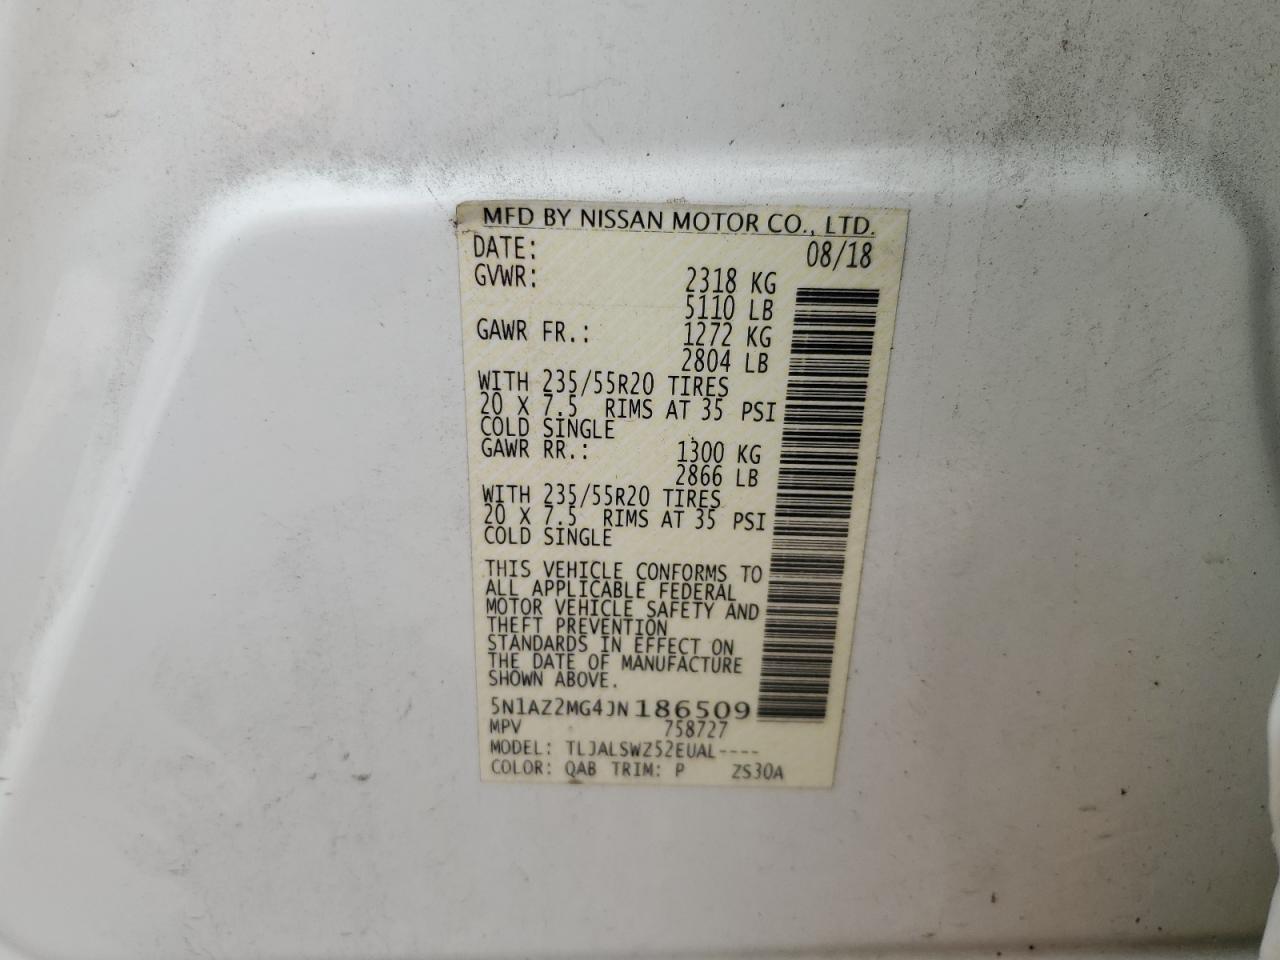 MFD BY NISSAN MOTOR CO., LTD.
DATE: 08/18
GVWR: 2318 KG
5110 LB
GAWR FR.: 1272 KG
2804 LB
WITH 235/55R20 TIRES
20 X 7.5 RIMS AT 35 PSI
COLD SINGLE
GAWR RR.: 1300 KG
2866 LB
WITH 235/55R20 TIRES
20 X 7.5 RIMS AT 35 PSI
COLD SINGLE
THIS VEHICLE CONFORMS TO
ALL APPLICABLE FEDERAL
MOTOR VEHICLE SAFETY AND
THEFT PREVENTION
STANDARDS IN EFFECT ON
THE DATE OF MANUFACTURE
SHOWN ABOVE.
5N1AZ2MG4JN186509
MPV 758727
MODEL: TLJALSWZ52EUAL----
COLOR: QAB TRIM: P ZS30A